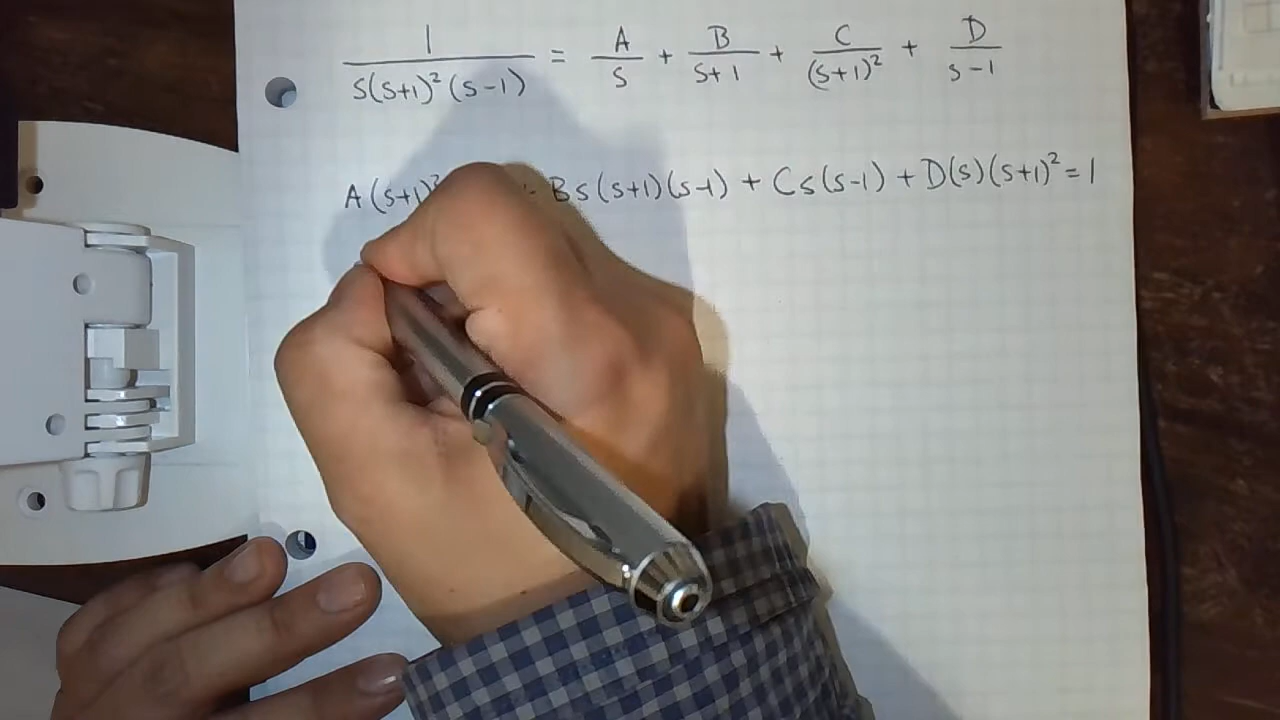 1/(s(s+1)²(s-1)) = A/s + B/(s+1) + C/(s+1)² + D/(s-1)
A(s+1)² Bs(s+1)(s-1) + Cs(s-1) + D(s)(s+1)² = 1